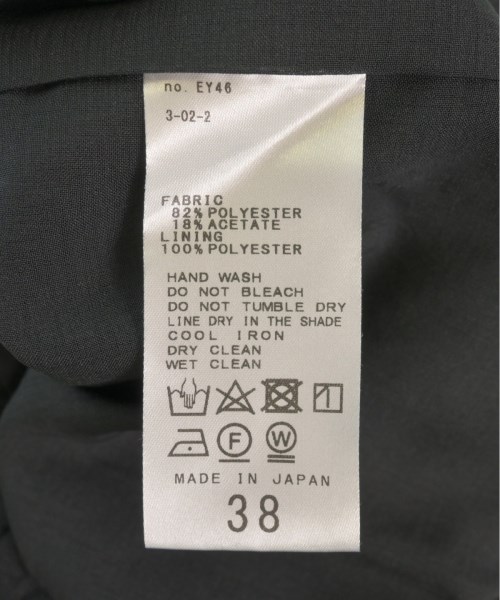 no. EY46
3-02-2
FABRIC
82%POLYESTER
18%ACETATE
LINING
100%POLYESTER
HAND WASH
DO NOT BLEACH
DO NOT TUMBLE DRY
LINE DRY IN THE SHADE
COOL IRON
DRY CLEAN
WET CLEAN
F W
MADE IN JAPAN
38